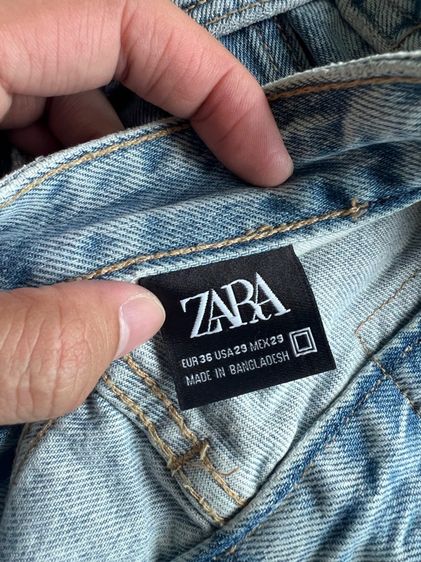 ZARA
EUR 36 USA 29 MEX 29
MADE IN BANGLADESH